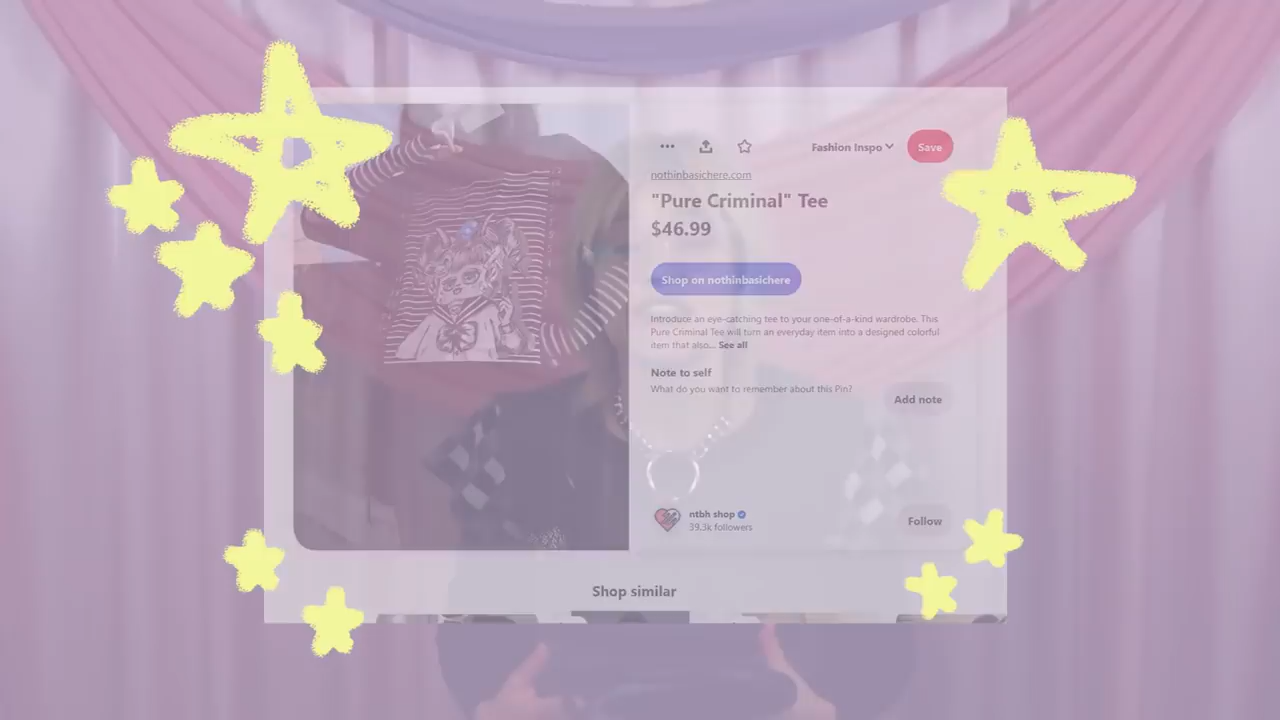 Fashion Inspo
Save
nothinbasichere.com
"Pure Criminal" Tee
$46.99
Shop on nothinbasichere
Introduce an eye-catching tee to your one-of-a-kind wardrobe. This
Pure Criminal Tee will turn an everyday item into a designed colorful
item that also... See all
Note to self
What do you want to remember about this Pin?
Add note
ntbh shop
39.3k followers
Follow
Shop similar